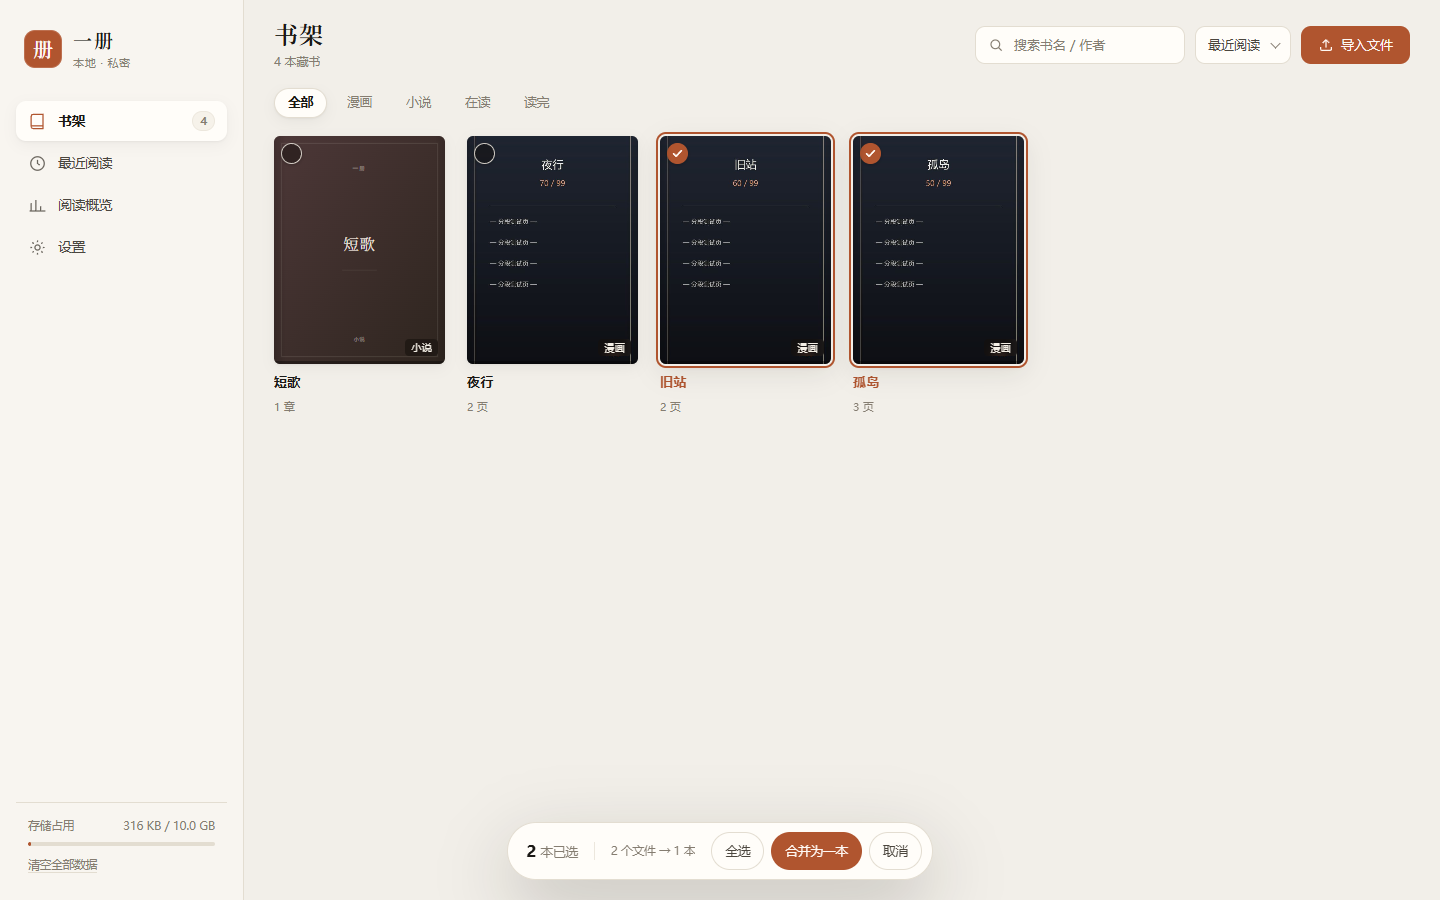 册
一册
本地 · 私密
书架
4
最近阅读
阅读概览
设置
存储占用
316 KB / 10.0 GB
清空全部数据
书架
4 本藏书
搜索书名 / 作者
最近阅读
导入文件
全部
漫画
小说
在读
读完
一册
短歌
小说
小说
短歌
1 章
夜行
70 / 99
漫画
夜行
2 页
旧站
60 / 99
漫画
旧站
2 页
孤岛
50 / 99
漫画
孤岛
3 页
2 本已选
2 个文件 → 1 本
全选
合并为一本
取消